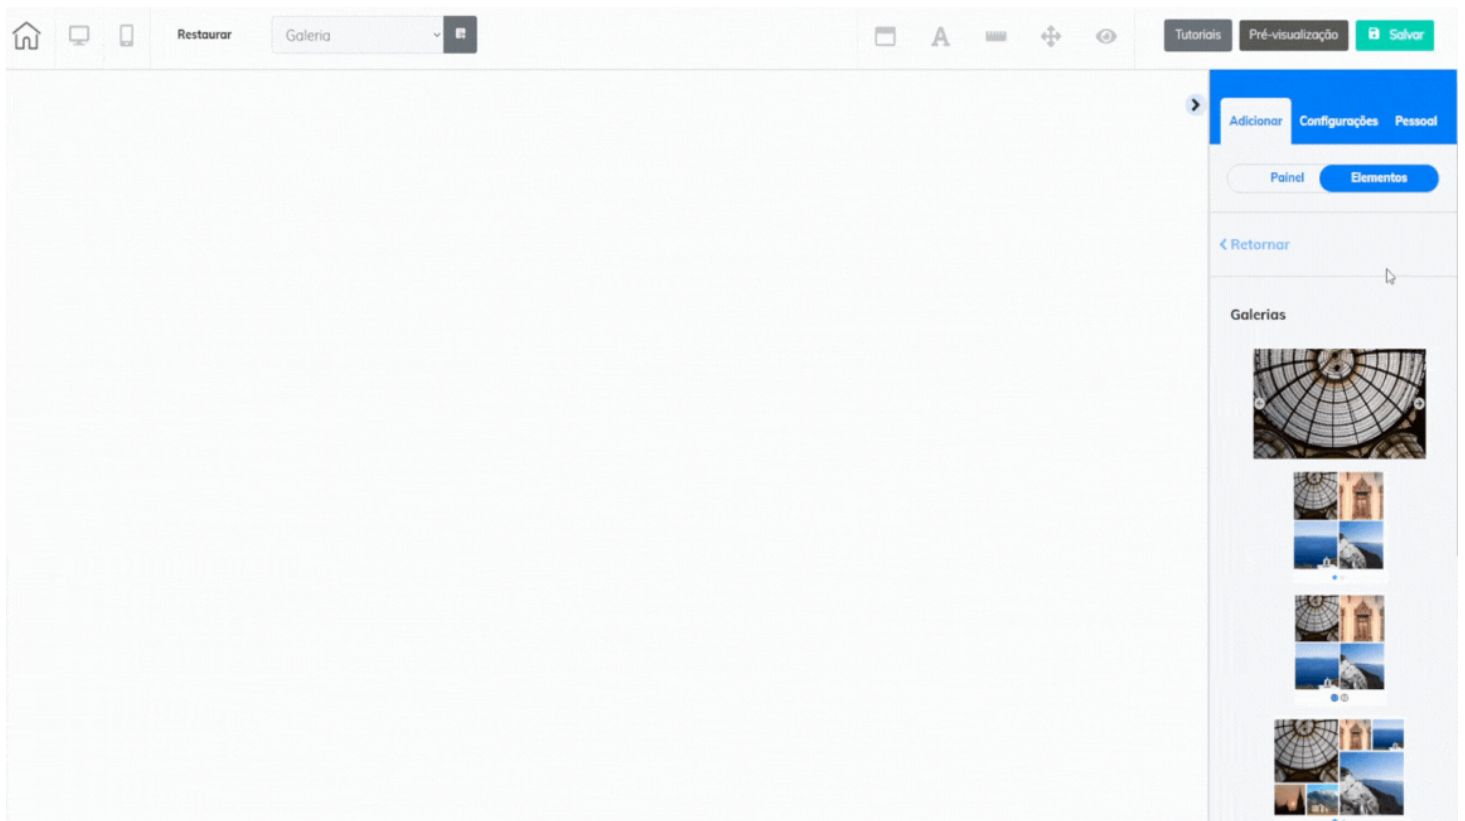 Restaurar
Galeria
A
Tutoriais
Pré-visualização
Salvar
Adicionar
Configurações
Pessoal
Painel
Elementos
Retornar
Galerias